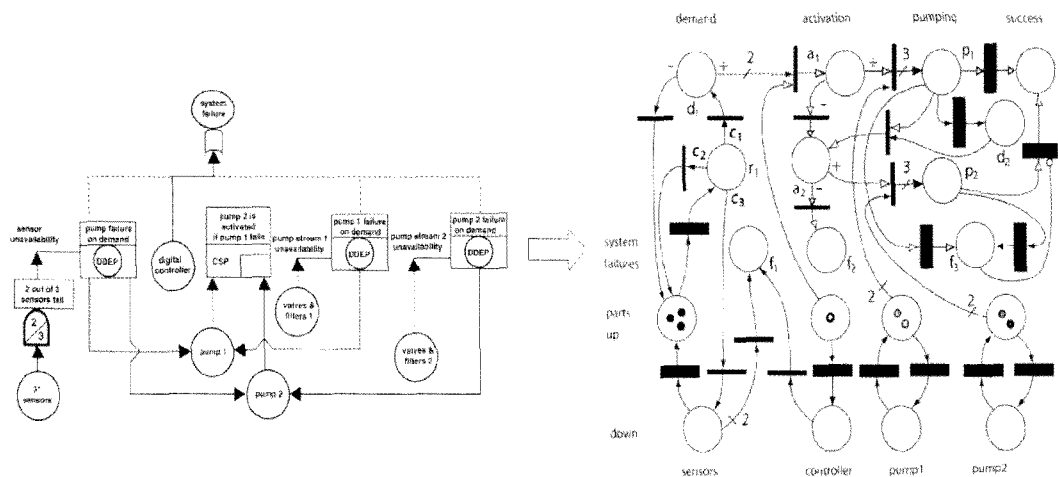 system
failure
sensor
unavailability
pump failure
on demand
DDEP
digital
controller
pump 2 is
activated
if pump 1 fails
CSP
pump stream 1
unavailability
pump 1 failure
on demand
DDEP
pump stream 2
unavailability
pump 2 failure
on demand
DDEP
2 out of 3
sensors fail
2
3
sensors
valves &
filters 1
valves &
filters 2
pump 1
pump 2
demand
activation
pumping
success
2
a1
3
p1
d1
c1
c2
r1
c3
a2
3
p2
d2
system
failures
f1
f2
f3
parts
up
2
2
down
2
sensors
controller
pump1
pump2